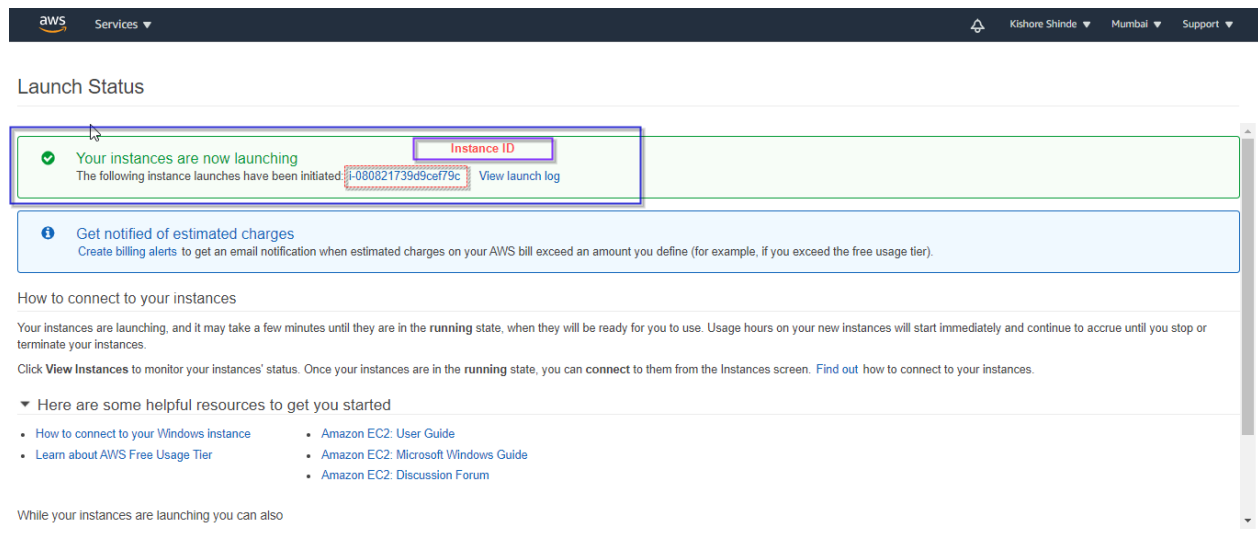 aws Services ▼ Kishore Shinde ▼ Mumbai ▼ Support ▼
Launch Status
Instance ID
Your instances are now launching
The following instance launches have been initiated: i-080821739d9cef79c View launch log
Get notified of estimated charges
Create billing alerts to get an email notification when estimated charges on your AWS bill exceed an amount you define (for example, if you exceed the free usage tier).
How to connect to your instances
Your instances are launching, and it may take a few minutes until they are in the running state, when they will be ready for you to use. Usage hours on your new instances will start immediately and continue to accrue until you stop or
terminate your instances.
Click View Instances to monitor your instances' status. Once your instances are in the running state, you can connect to them from the Instances screen. Find out how to connect to your instances.
▼ Here are some helpful resources to get you started
• How to connect to your Windows instance
• Learn about AWS Free Usage Tier
• Amazon EC2: User Guide
• Amazon EC2: Microsoft Windows Guide
• Amazon EC2: Discussion Forum
While your instances are launching you can also